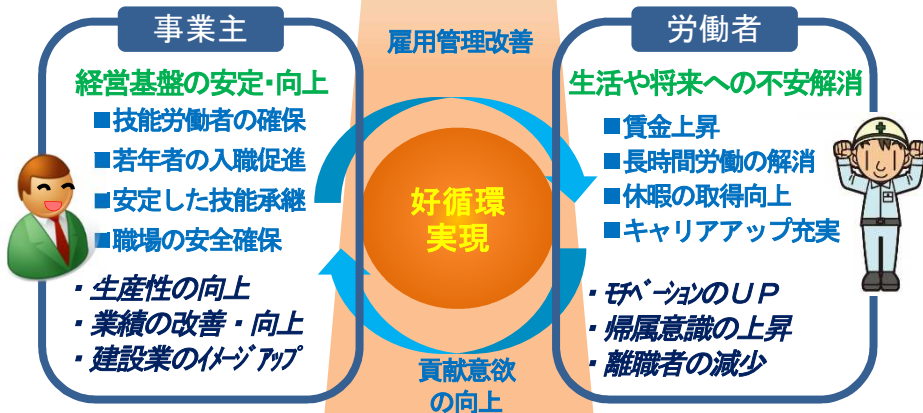 事業主
経営基盤の安定・向上
■技能労働者の確保
■若年者の入職促進
■安定した技能承継
■職場の安全確保
・生産性の向上
・業績の改善・向上
・建設業のｲﾒｰｼﾞｱｯﾌﾟ
雇用管理改善
好循環
実現
貢献意欲
の向上
労働者
生活や将来への不安解消
■賃金上昇
■長時間労働の解消
■休暇の取得向上
■キャリアアップ充実
・ﾓﾁﾍﾞｰｼｮﾝのＵＰ
・帰属意識の上昇
・離職者の減少